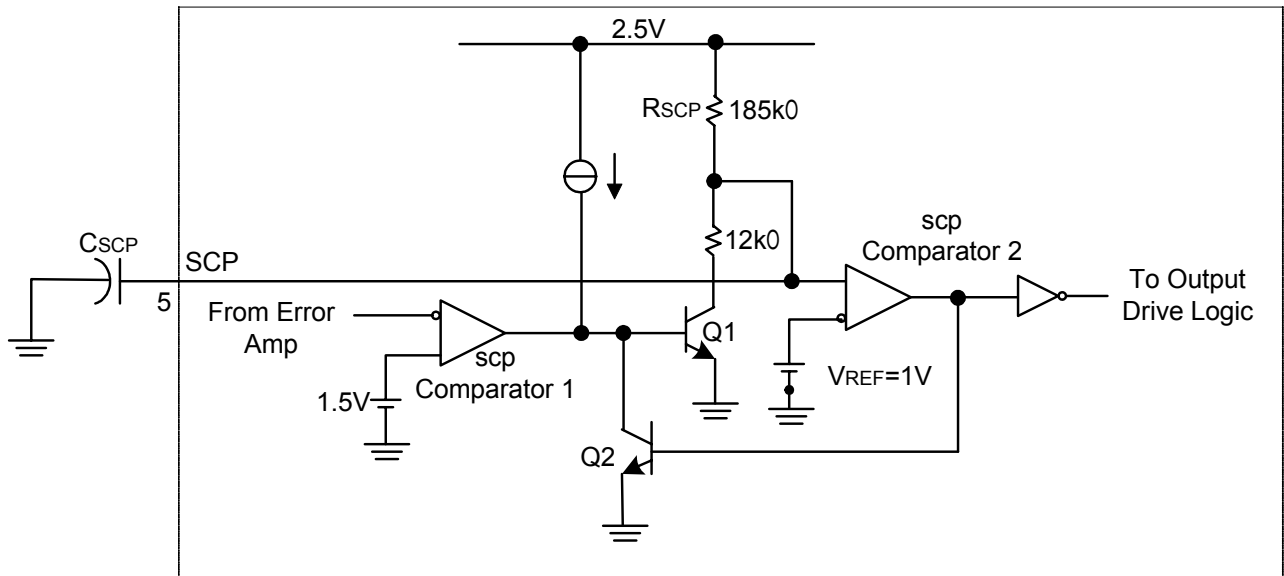 2.5V
RSCP 185k0
CSCP
SCP
5
12k0
scp
Comparator 2
To Output
Drive Logic
From Error
Amp
Q1
scp
Comparator 1
1.5V
VREF=1V
Q2